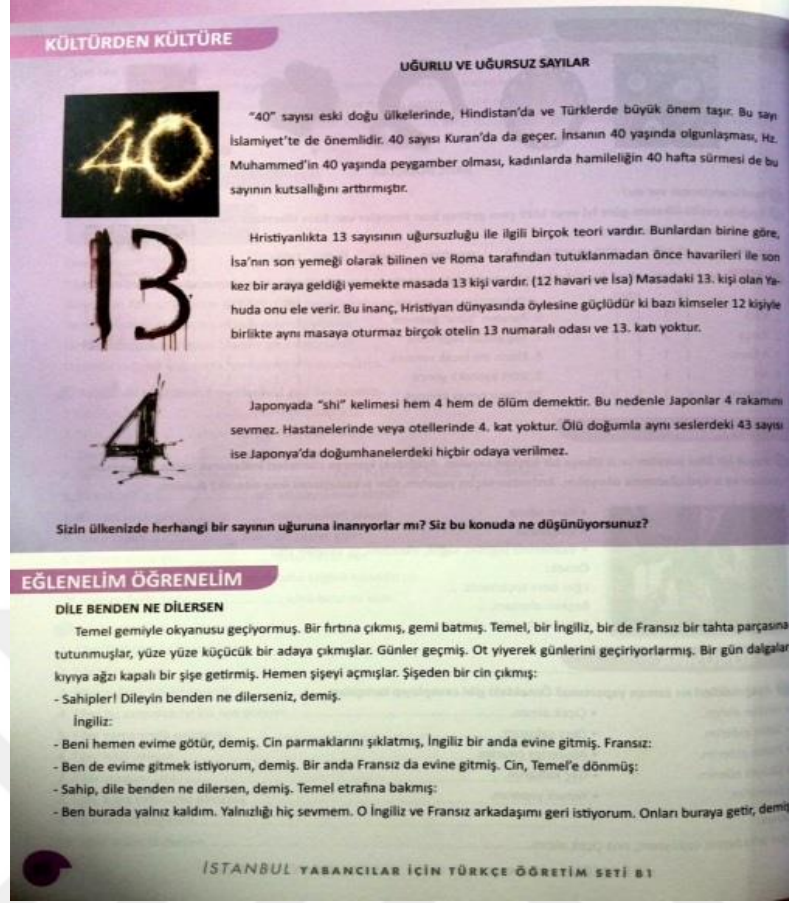 KÜLTÜRDEN KÜLTÜRE
UĞURLU VE UĞURSUZ SAYILAR
40
"40" sayısı eski doğu ülkelerinde, Hindistan'da ve Türklerde büyük önem taşır. Bu sayı
İslamiyet'te de önemlidir. 40 sayısı Kuran'da da geçer. İnsanın 40 yaşında olgunlaşması, Hz.
Muhammed'in 40 yaşında peygamber olması, kadınlarda hamileliğin 40 hafta sürmesi de bu
sayının kutsallığını arttırmıştır.
13
Hristiyanlıkta 13 sayısının uğursuzluğu ile ilgili birçok teori vardır. Bunlardan birine göre,
İsa'nın son yemeği olarak bilinen ve Roma tarafından tutuklanmadan önce havarileri ile son
kez bir araya geldiği yemekte masada 13 kişi vardır. (12 havari ve İsa) Masadaki 13. kişi olan Ya-
huda onu ele verir. Bu inanç, Hristiyan dünyasında öylesine güçlüdür ki bazı kimseler 12 kişiyle
birlikte aynı masaya oturmaz birçok otelin 13 numaralı odası ve 13. katı yoktur.
4
Japonyada "shi" kelimesi hem 4 hem de ölüm demektir. Bu nedenle Japonlar 4 rakamını
sevmez. Hastanelerinde veya otellerinde 4. kat yoktur. Ölü doğumla aynı seslerdeki 43 sayısı
ise Japonya'da doğumhanelerdeki hiçbir odaya verilmez.
Sizin ülkenizde herhangi bir sayının uğuruna inanıyorlar mı? Siz bu konuda ne düşünüyorsunuz?
EĞLENELİM ÖĞRENELİM
DİLE BENDEN NE DİLERSEN
Temel gemiyle okyanusu geçiyormuş. Bir fırtına çıkmış, gemi batmış. Temel, bir İngiliz, bir de Fransız bir tahta parçasına
tutunmuşlar, yüze yüze küçücük bir adaya çıkmışlar. Günler geçmiş. Ot yiyerek günlerini geçiriyorlarmış. Bir gün dalgalar
kıyıya ağzı kapalı bir şişe getirmiş. Hemen şişeyi açmışlar. Şişeden bir cin çıkmış:
- Sahipler! Dileyin benden ne dilerseniz, demiş.
İngiliz:
- Beni hemen evime götür, demiş. Cin parmaklarını şıklatmış, İngiliz bir anda evine gitmiş. Fransız:
- Ben de evime gitmek istiyorum, demiş. Bir anda Fransız da evine gitmiş. Cin, Temel'e dönmüş:
- Sahip, dile benden ne dilersen, demiş. Temel etrafına bakmış:
- Ben burada yalnız kaldım. Yalnızlığı hiç sevmem. O İngiliz ve Fransız arkadaşımı geri istiyorum. Onları buraya getir, demiş
İSTANBUL YABANCILAR İÇİN TÜRKÇE ÖĞRETİM SETİ B1